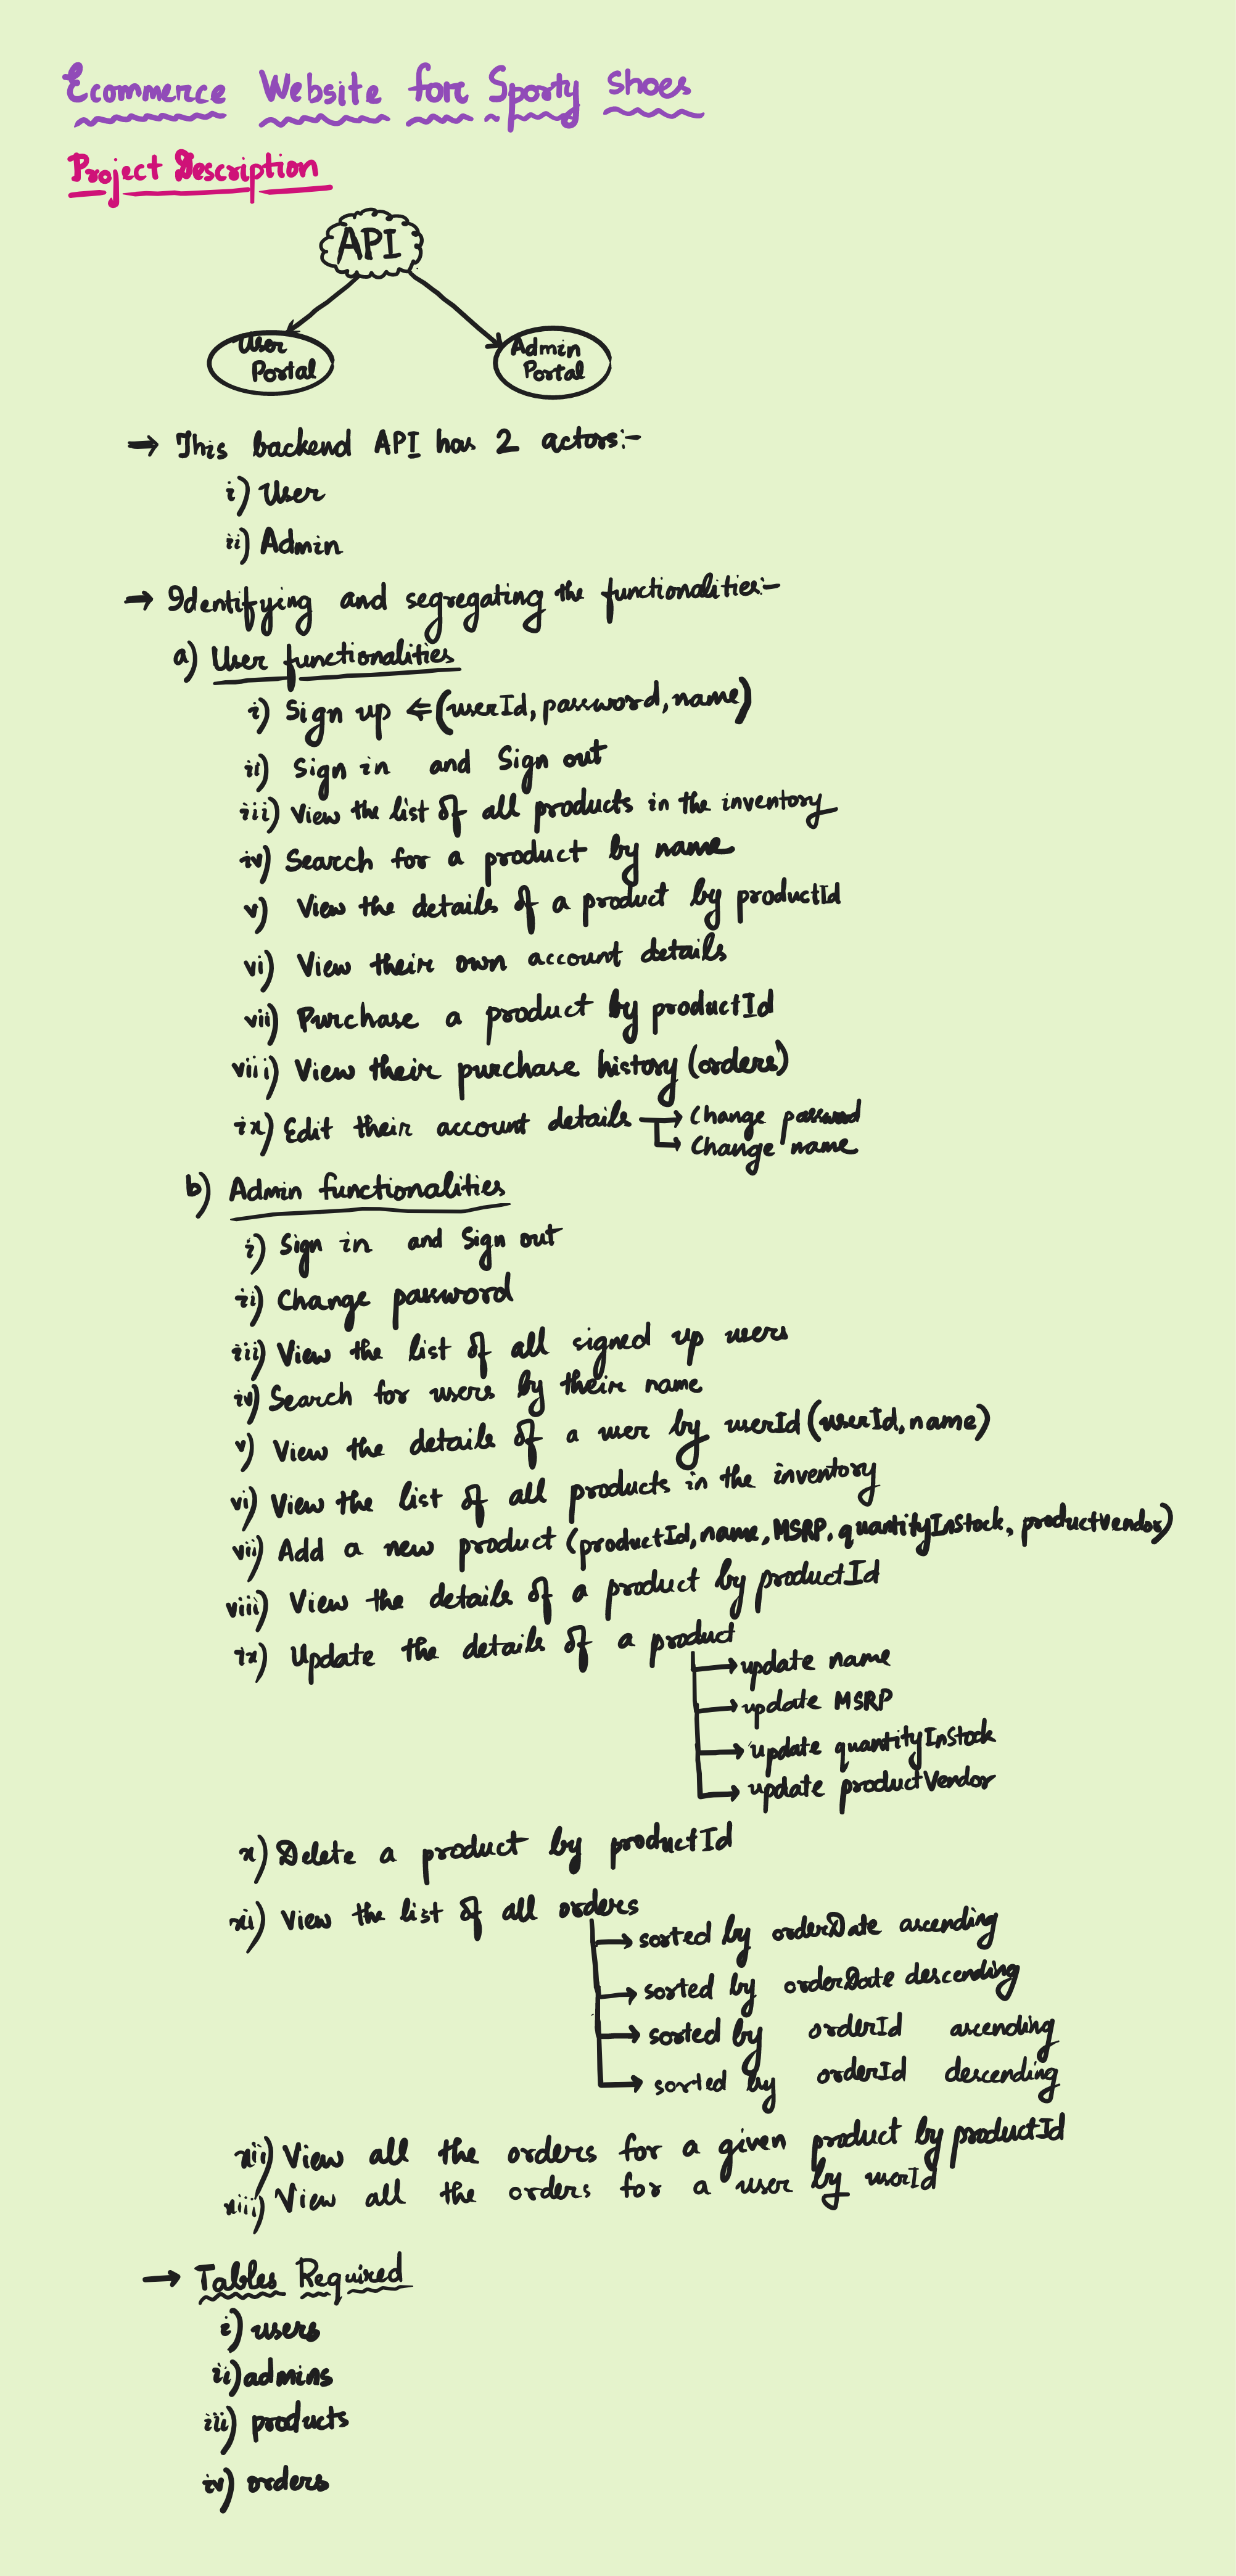 Ecommerce Website for Sporty Shoes
Project Description
API
User
Portal
Admin
Portal
→ This backend API has 2 actors:-
i) User
ii) Admin
→ Identifying and segregating the functionalities:-
a) User functionalities
i) Sign up ⇐ (userId, password, name)
ii) Sign in and Sign out
iii) View the list of all products in the inventory
iv) Search for a product by name
v) View the details of a product by productId
vi) View their own account details
vii) Purchase a product by productId
viii) View their purchase history (orders)
ix) Edit their account details → Change password
→ Change name
b) Admin functionalities
i) Sign in and Sign out
ii) Change password
iii) View the list of all signed up users
iv) Search for users by their name
v) View the details of a user by userId (userId, name)
vi) View the list of all products in the inventory
vii) Add a new product (productId, name, MSRP, quantityInStock, productVendor)
viii) View the details of a product by productId
ix) Update the details of a product
→ update name
→ update MSRP
→ update quantityInStock
→ update productVendor
x) Delete a product by productId
xi) View the list of all orders
→ sorted by orderDate ascending
→ sorted by orderDate descending
→ sorted by orderId ascending
→ sorted by orderId descending
xii) View all the orders for a given product by productId
xiii) View all the orders for a user by userId
→ Tables Required
i) users
ii) admins
iii) products
iv) orders